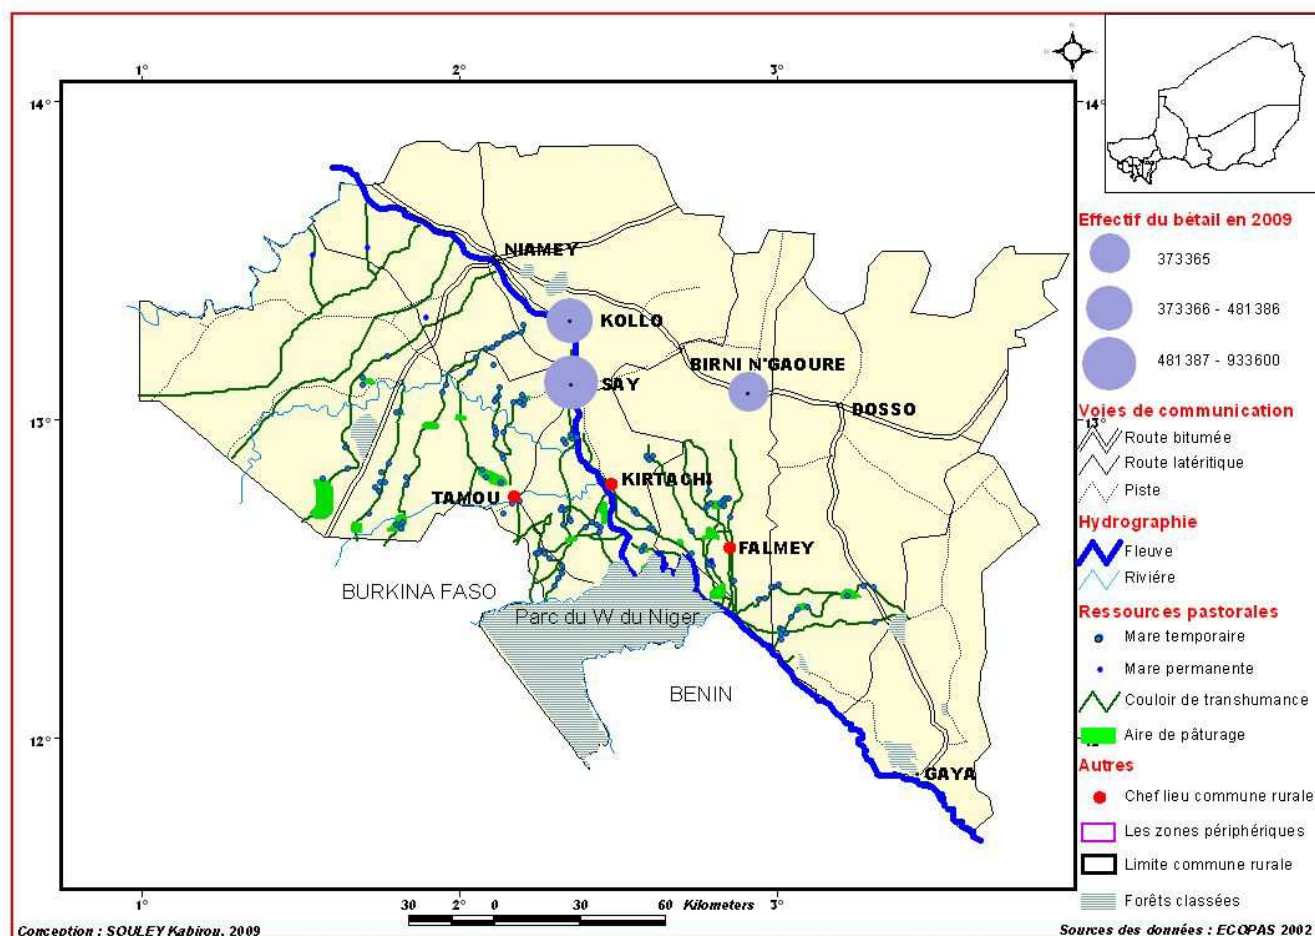 1°
2°
3°
14°
14°
NIAMEY
KOLLO
SAY
BIRNI N'GAOURE
DOSSO
13°
13°
TAMOU
KIRTACHI
FALMEY
BURKINA FASO
Parc du W du Niger
BENIN
12°
GAYA
1°
2°
3°
30 0 30 60 Kilometers
Conception : SOULEY Kabirou, 2009
Effectif du bétail en 2009
373365
373366 - 481386
481387 - 933600
Voies de communication
Route bitumée
Route latéritique
Piste
Hydrographie
Fleuve
Riviére
Ressources pastorales
Mare temporaire
Mare permanente
Couloir de transhumance
Aire de pâturage
Autres
Chef lieu commune rurale
Les zones périphériques
Limite commune rurale
Forêts classées
Sources des données : ECOPAS 2002